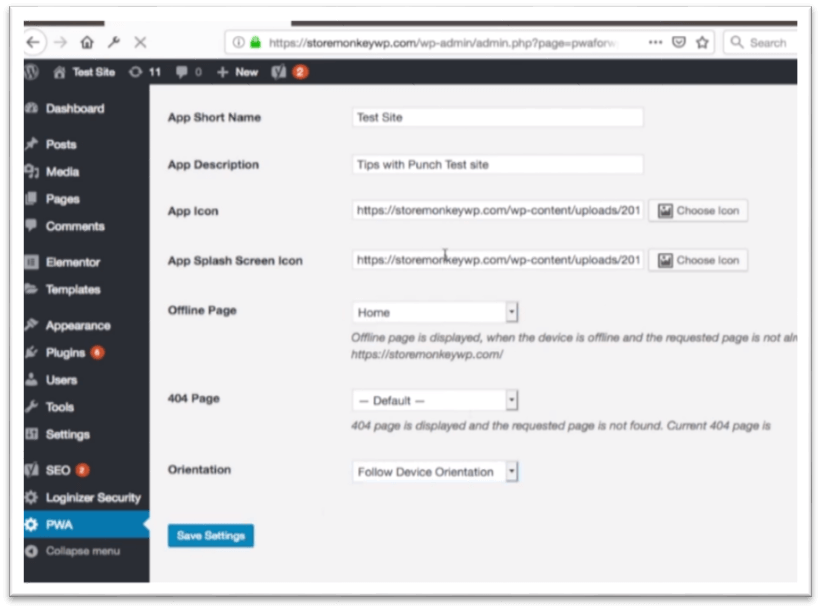 https://storemonkeywp.com/wp-admin/admin.php?page=pwaforw
Search
Test Site 11 0 + New 2
Dashboard
Posts
Media
Pages
Comments
Elementor
Templates
Appearance
Plugins
Users
Tools
Settings
SEO 2
Loginizer Security
PWA
Collapse menu
App Short Name Test Site
App Description Tips with Punch Test site
App Icon https://storemonkeywp.com/wp-content/uploads/201 Choose Icon
App Splash Screen Icon https://storemonkeywp.com/wp-content/uploads/201 Choose Icon
Offline Page Home
Offline page is displayed, when the device is offline and the requested page is not
https://storemonkeywp.com/
404 Page — Default —
404 page is displayed and the requested page is not found. Current 404 page is
Orientation Follow Device Orientation
Save Settings